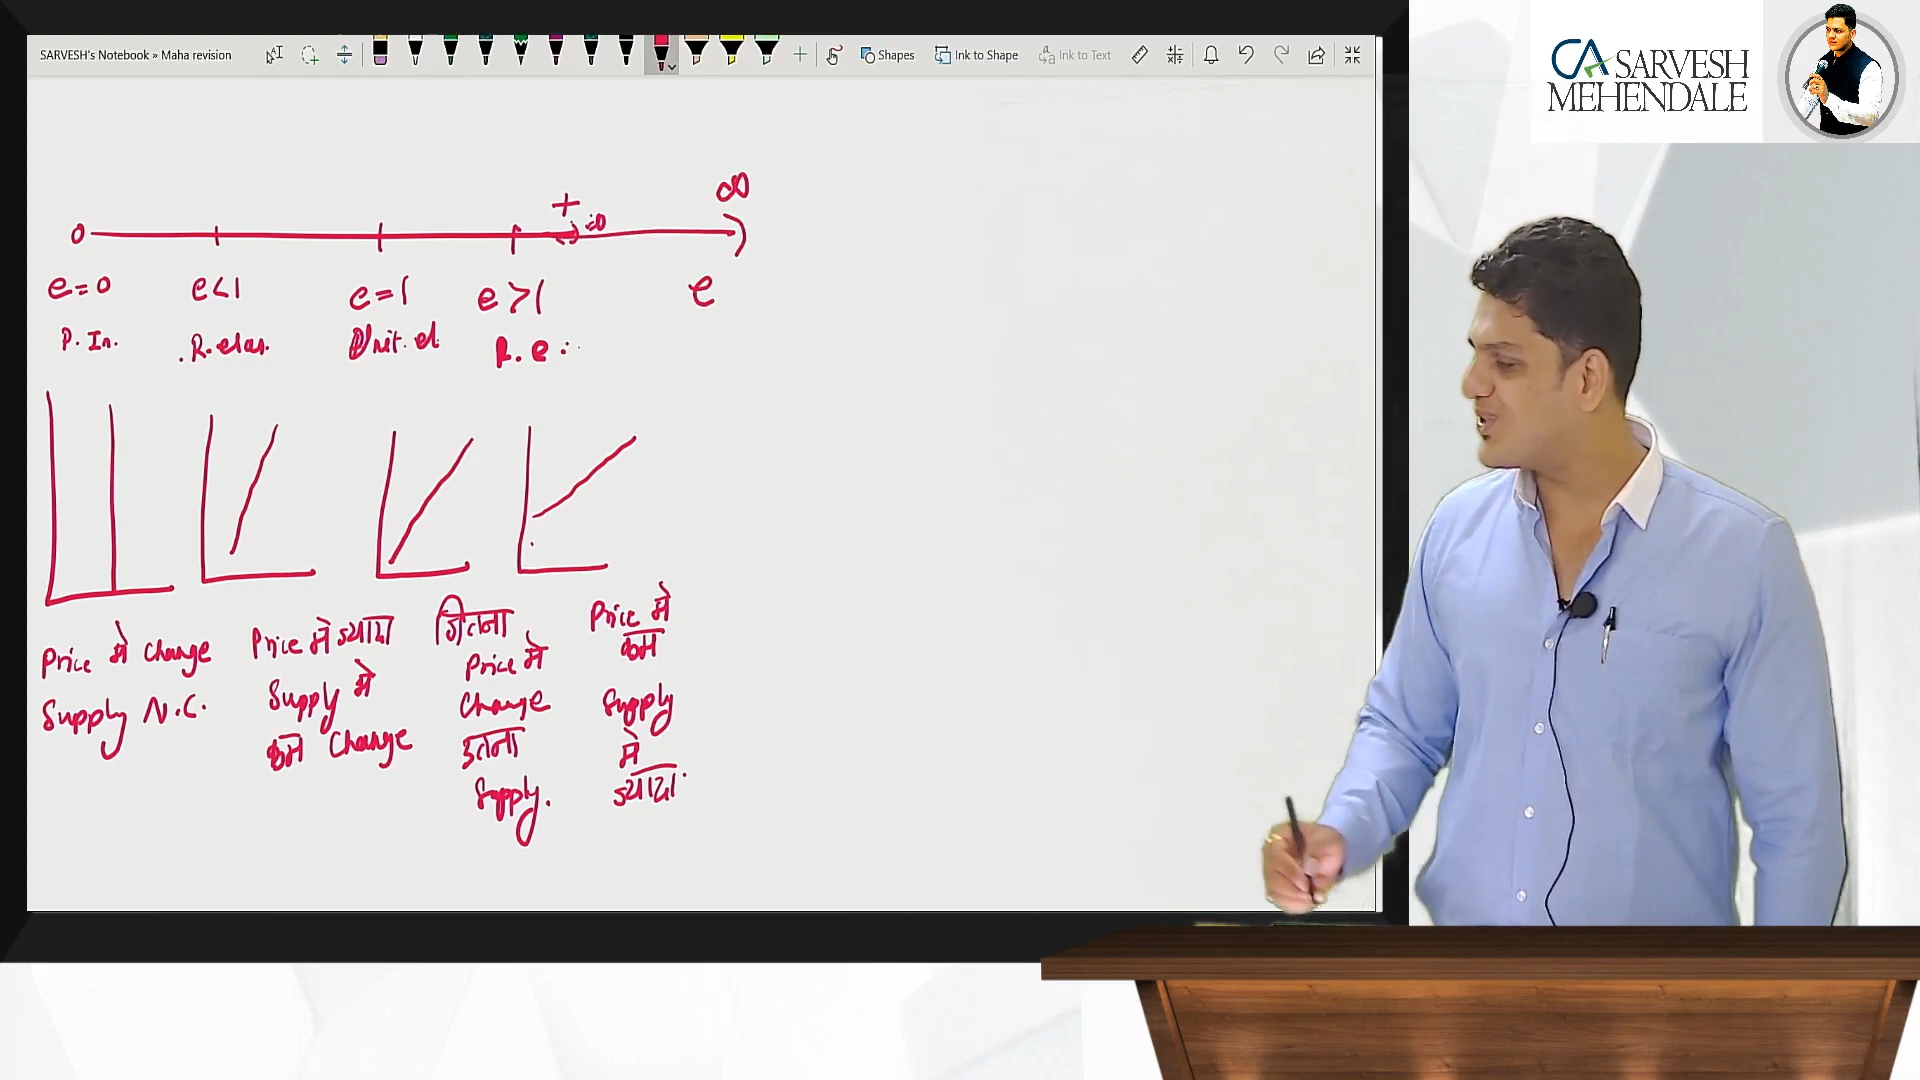 SARVESH's Notebook » Maha revision
Shapes
Ink to Shape
Ink to Text
CA SARVESH
MEHENDALE
∞
+
0
e=0
e<1
e=1
e>1
e
P. In.
R. elas.
Unit. el
R. e.
Price मे change
Supply N.C.
Price में ज्यादा
Supply मे
कम change
जितना
Price मे
change
उतना
Supply.
Price मे
कम
Supply
मे
ज्यादा